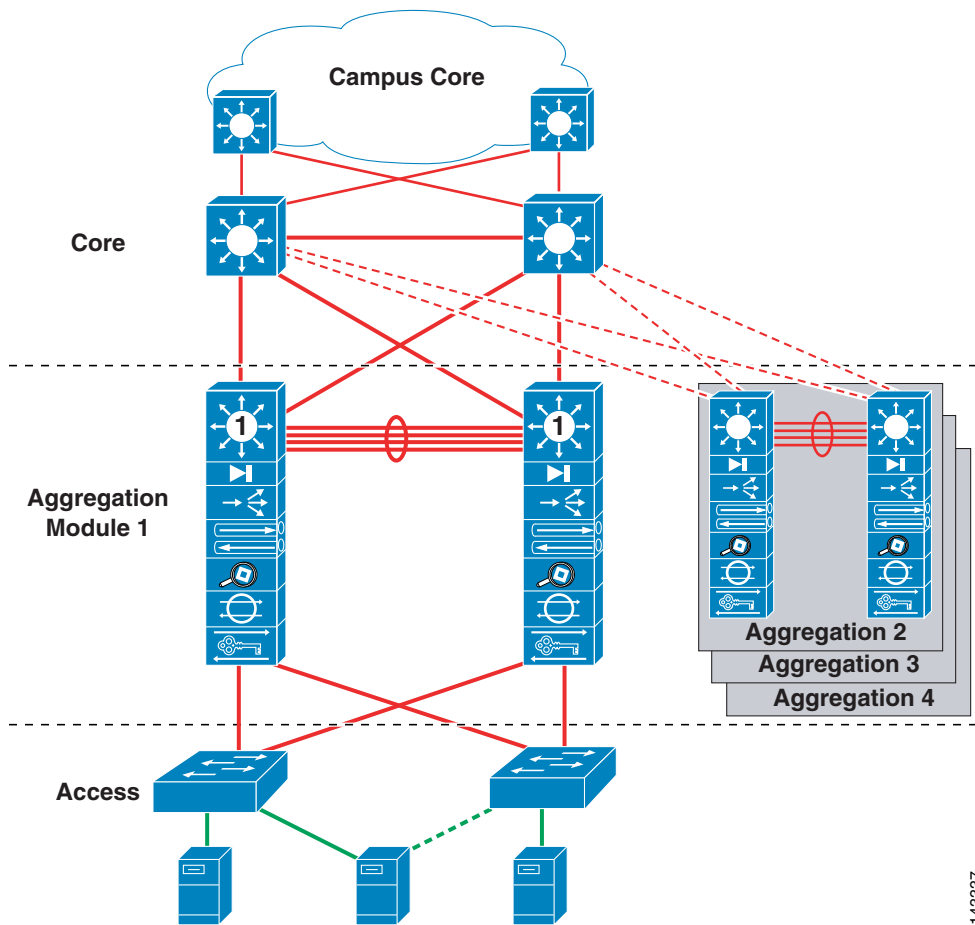 Campus Core
Core
1
1
Aggregation
Module 1
Aggregation 2
Aggregation 3
Aggregation 4
Access